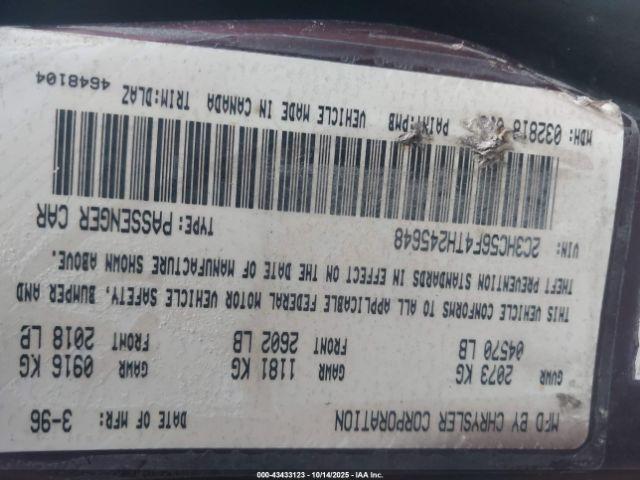 MFD BY CHRYSLER CORPORATION DATE OF MFR: 3-96
GVWR 2073 KG GAWR 1181 KG GAWR 0916 KG
04570 LB FRONT 2602 LB FRONT 2018 LB
THIS VEHICLE CONFORMS TO ALL APPLICABLE FEDERAL MOTOR VEHICLE SAFETY, BUMPER AND
THEFT PREVENTION STANDARDS IN EFFECT ON THE DATE OF MANUFACTURE SHOWN ABOVE.
VIN: 2C3HC56F4TH245648 TYPE: PASSENGER CAR
MDH: 032818 PAINT:PMB VEHICLE MADE IN CANADA TRIM:DLAZ 4648104
000-43433123 - 10/14/2025 - © IAA, Inc.